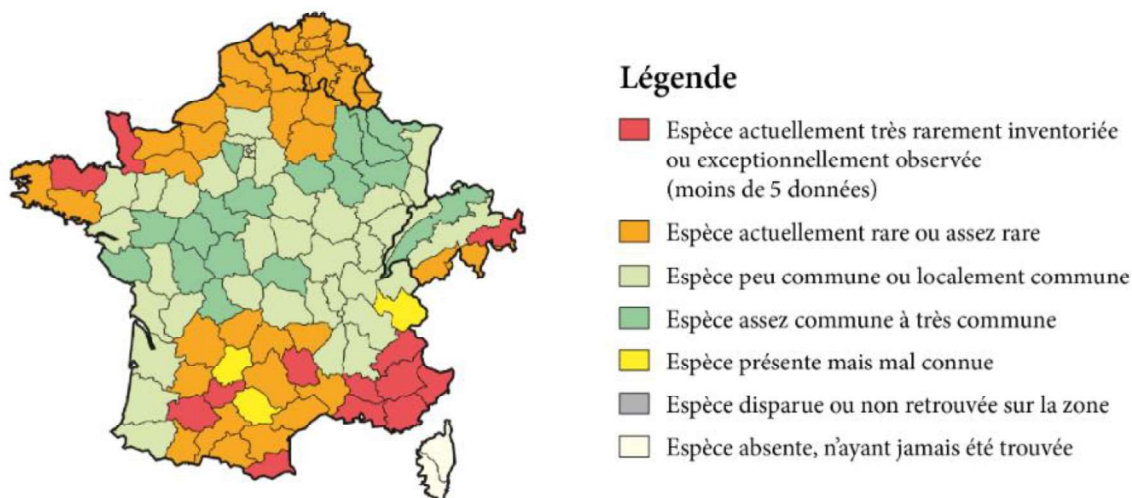 Légende
Espèce actuellement très rarement inventoriée
ou exceptionnellement observée
(moins de 5 données)
Espèce actuellement rare ou assez rare
Espèce peu commune ou localement commune
Espèce assez commune à très commune
Espèce présente mais mal connue
Espèce disparue ou non retrouvée sur la zone
Espèce absente, n'ayant jamais été trouvée